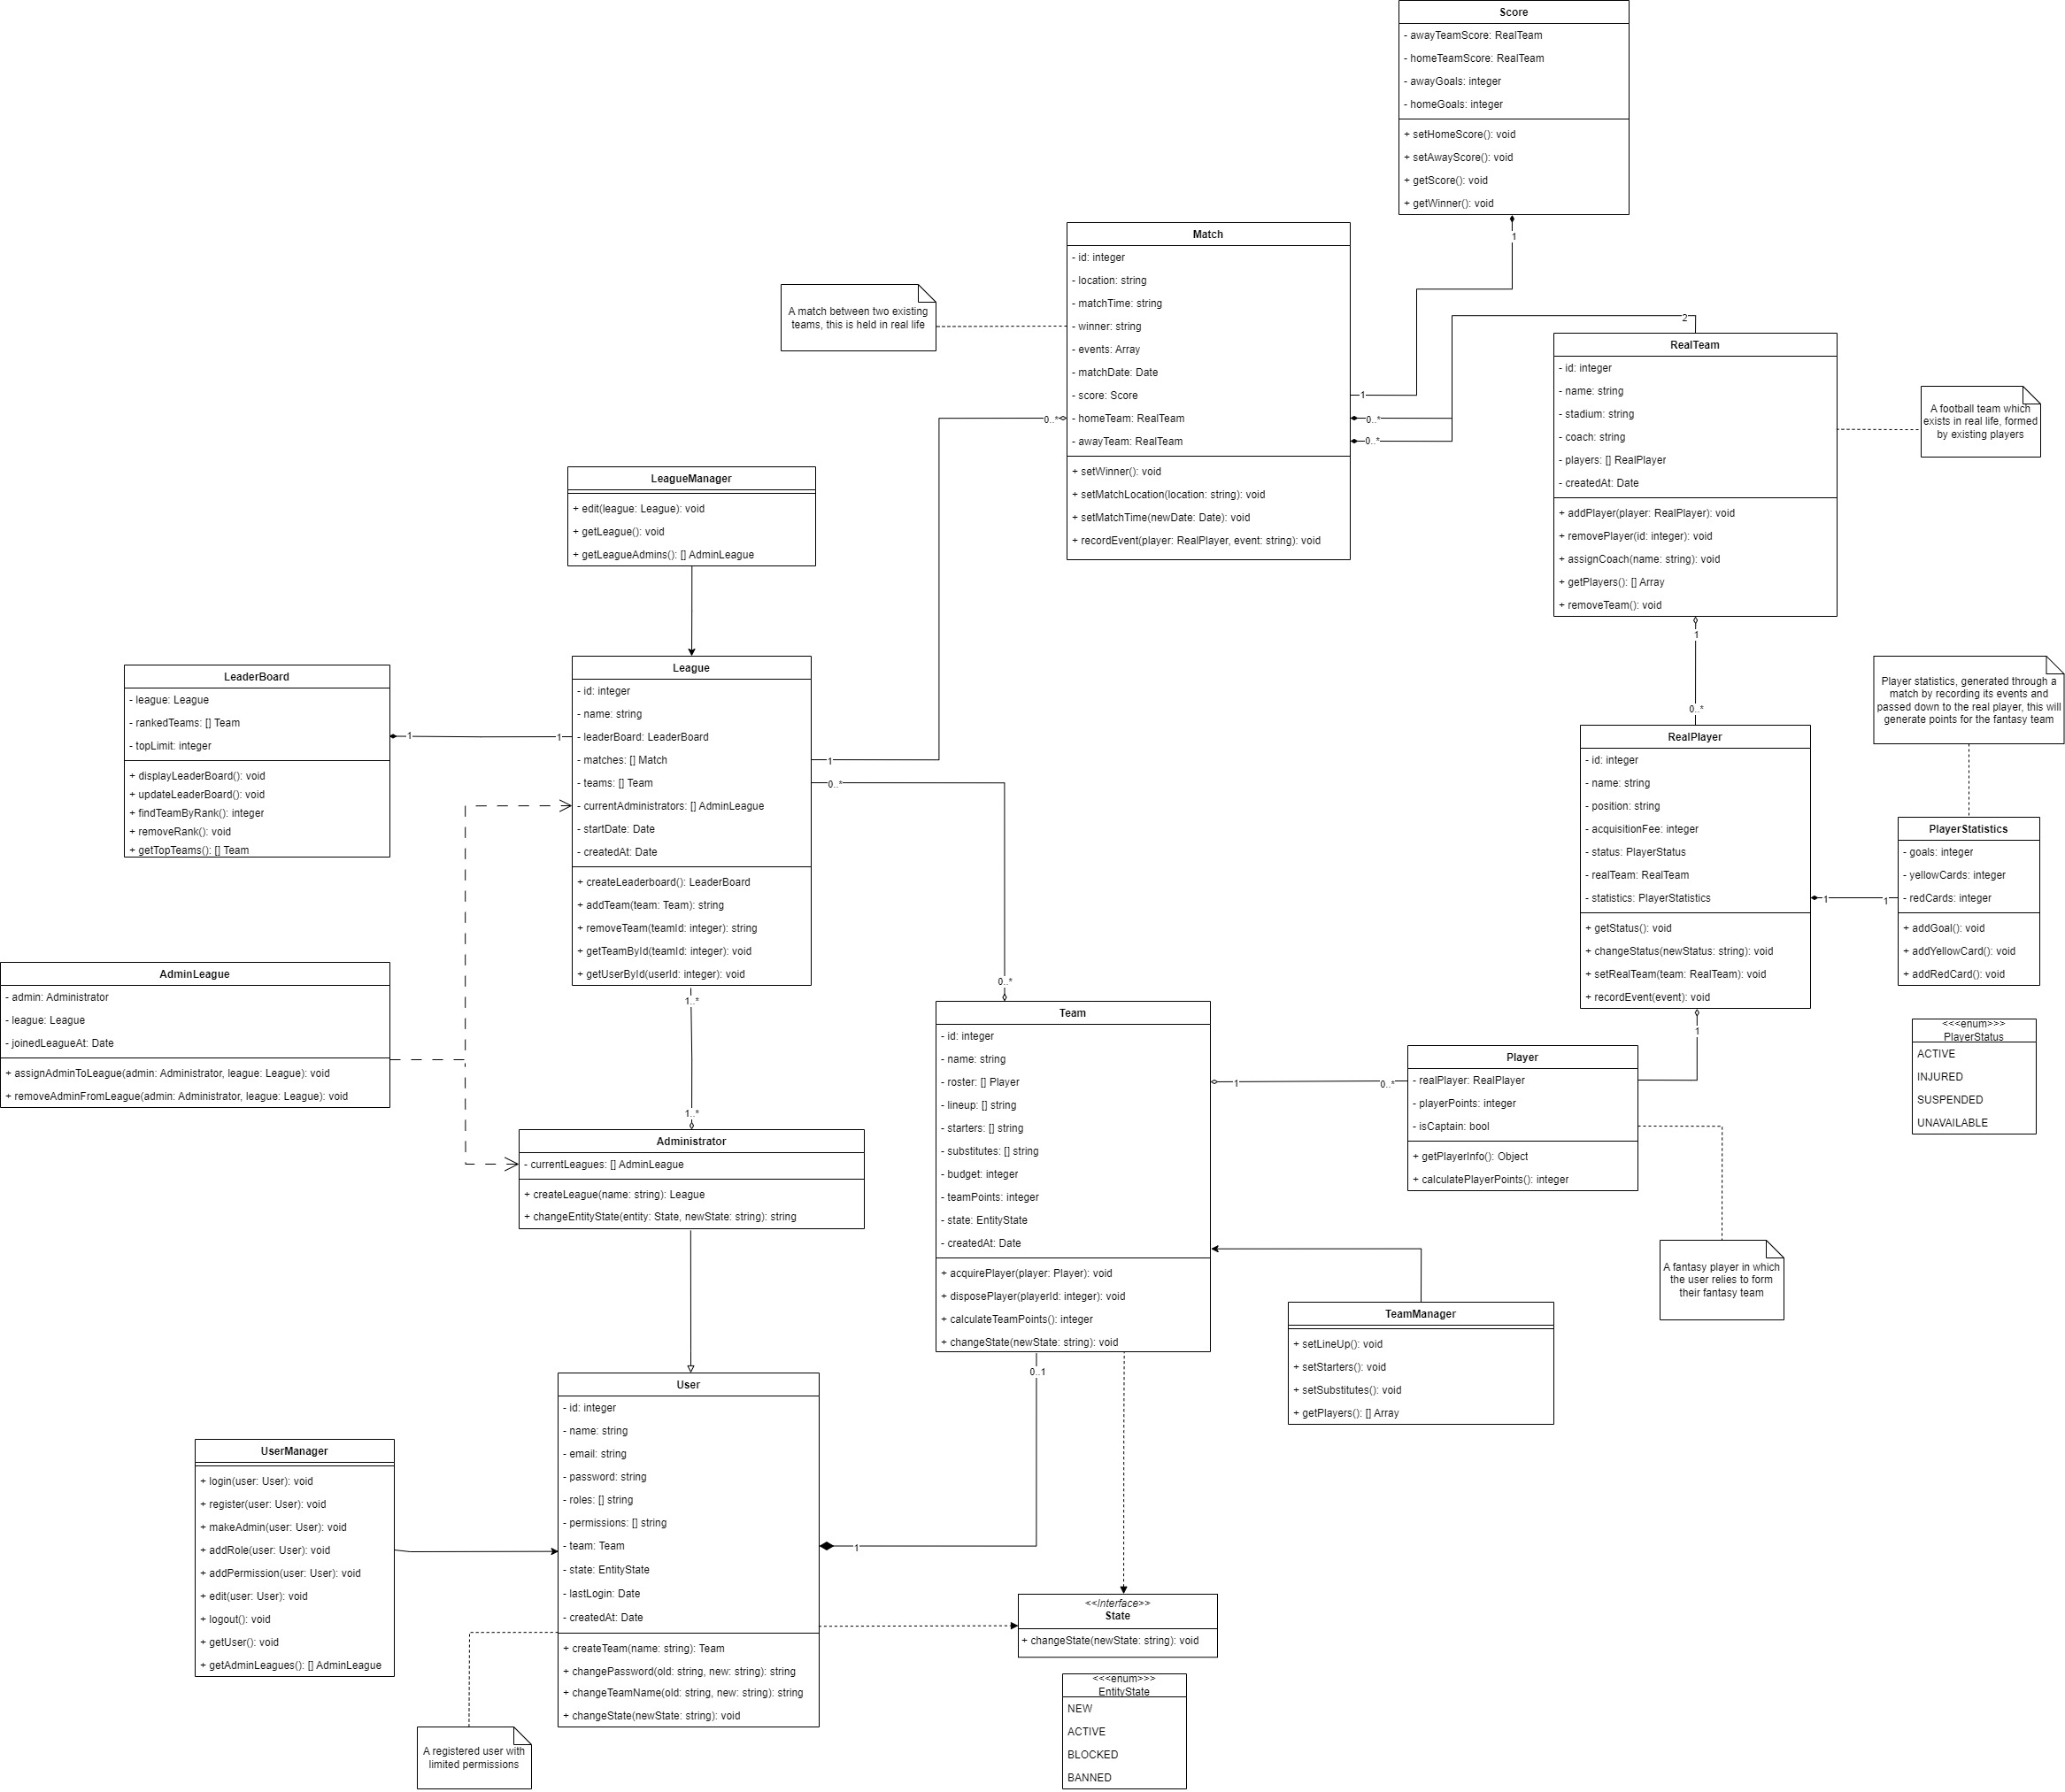 Score
- awayTeamScore: RealTeam
- homeTeamScore: RealTeam
- awayGoals: integer
- homeGoals: integer
+ setHomeScore(): void
+ setAwayScore(): void
+ getScore(): void
+ getWinner(): void
1
Match
- id: integer
- location: string
- matchTime: string
- winner: string
- events: Array
- matchDate: Date
- score: Score
- homeTeam: RealTeam
- awayTeam: RealTeam
+ setWinner(): void
+ setMatchLocation(location: string): void
+ setMatchTime(newDate: Date): void
+ recordEvent(player: RealPlayer, event: string): void
A match between two existing
teams, this is held in real life
1
0..*
0..*
0..*
2
RealTeam
- id: integer
- name: string
- stadium: string
- coach: string
- players: [] RealPlayer
- createdAt: Date
+ addPlayer(player: RealPlayer): void
+ removePlayer(id: integer): void
+ assignCoach(name: string): void
+ getPlayers(): [] Array
+ removeTeam(): void
A football team which
exists in real life, formed
by existing players
1
0..*
LeagueManager
+ edit(league: League): void
+ getLeague(): void
+ getLeagueAdmins(): [] AdminLeague
LeaderBoard
- league: League
- rankedTeams: [] Team
- topLimit: integer
+ displayLeaderBoard(): void
+ updateLeaderBoard(): void
+ findTeamByRank(): integer
+ removeRank(): void
+ getTopTeams(): [] Team
1
1
League
- id: integer
- name: string
- leaderBoard: LeaderBoard
- matches: [] Match
- teams: [] Team
- currentAdministrators: [] AdminLeague
- startDate: Date
- createdAt: Date
+ createLeaderboard(): LeaderBoard
+ addTeam(team: Team): string
+ removeTeam(teamId: integer): string
+ getTeamById(teamId: integer): void
+ getUserById(userId: integer): void
1
0..*
0..*
1..*
1..*
Player statistics, generated through a
match by recording its events and
passed down to the real player, this will
generate points for the fantasy team
RealPlayer
- id: integer
- name: string
- position: string
- acquisitionFee: integer
- status: PlayerStatus
- realTeam: RealTeam
- statistics: PlayerStatistics
+ getStatus(): void
+ changeStatus(newStatus: string): void
+ setRealTeam(team: RealTeam): void
+ recordEvent(event): void
1
1
1
PlayerStatistics
- goals: integer
- yellowCards: integer
- redCards: integer
+ addGoal(): void
+ addYellowCard(): void
+ addRedCard(): void
<<<enum>>>
PlayerStatus
ACTIVE
INJURED
SUSPENDED
UNAVAILABLE
AdminLeague
- admin: Administrator
- league: League
- joinedLeagueAt: Date
+ assignAdminToLeague(admin: Administrator, league: League): void
+ removeAdminFromLeague(admin: Administrator, league: League): void
Administrator
- currentLeagues: [] AdminLeague
+ createLeague(name: string): League
+ changeEntityState(entity: State, newState: string): string
Team
- id: integer
- name: string
- roster: [] Player
- lineup: [] string
- starters: [] string
- substitutes: [] string
- budget: integer
- teamPoints: integer
- state: EntityState
- createdAt: Date
+ acquirePlayer(player: Player): void
+ disposePlayer(playerId: integer): void
+ calculateTeamPoints(): integer
+ changeState(newState: string): void
1
0..*
Player
- realPlayer: RealPlayer
- playerPoints: integer
- isCaptain: bool
+ getPlayerInfo(): Object
+ calculatePlayerPoints(): integer
A fantasy player in which
the user relies to form
their fantasy team
TeamManager
+ setLineUp(): void
+ setStarters(): void
+ setSubstitutes(): void
+ getPlayers(): [] Array
0..1
1
User
- id: integer
- name: string
- email: string
- password: string
- roles: [] string
- permissions: [] string
- team: Team
- state: EntityState
- lastLogin: Date
- createdAt: Date
+ createTeam(name: string): Team
+ changePassword(old: string, new: string): string
+ changeTeamName(old: string, new: string): string
+ changeState(newState: string): void
UserManager
+ login(user: User): void
+ register(user: User): void
+ makeAdmin(user: User): void
+ addRole(user: User): void
+ addPermission(user: User): void
+ edit(user: User): void
+ logout(): void
+ getUser(): void
+ getAdminLeagues(): [] AdminLeague
A registered user with
limited permissions
<<Interface>>
State
+ changeState(newState: string): void
<<<enum>>>
EntityState
NEW
ACTIVE
BLOCKED
BANNED